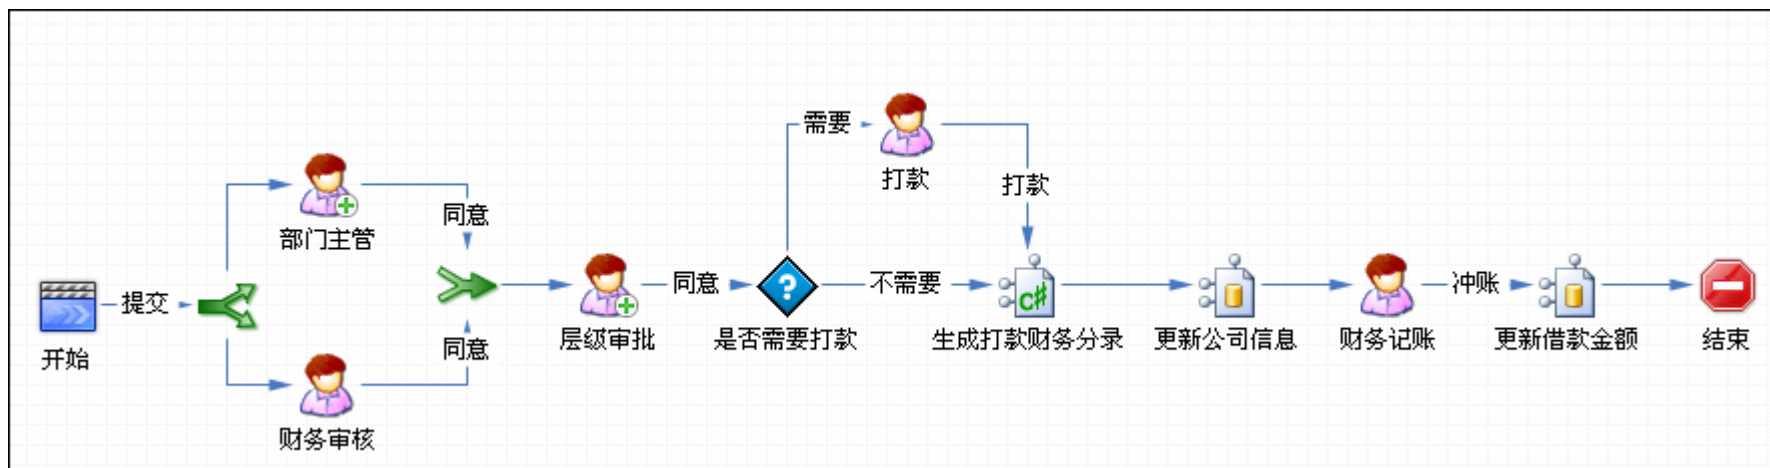 需要
打款
打款
部门主管
同意
提交
开始
同意
不需要
冲账
同意
层级审批
是否需要打款
生成打款财务分录
更新公司信息
财务记账
更新借款金额
结束
财务审核
C#